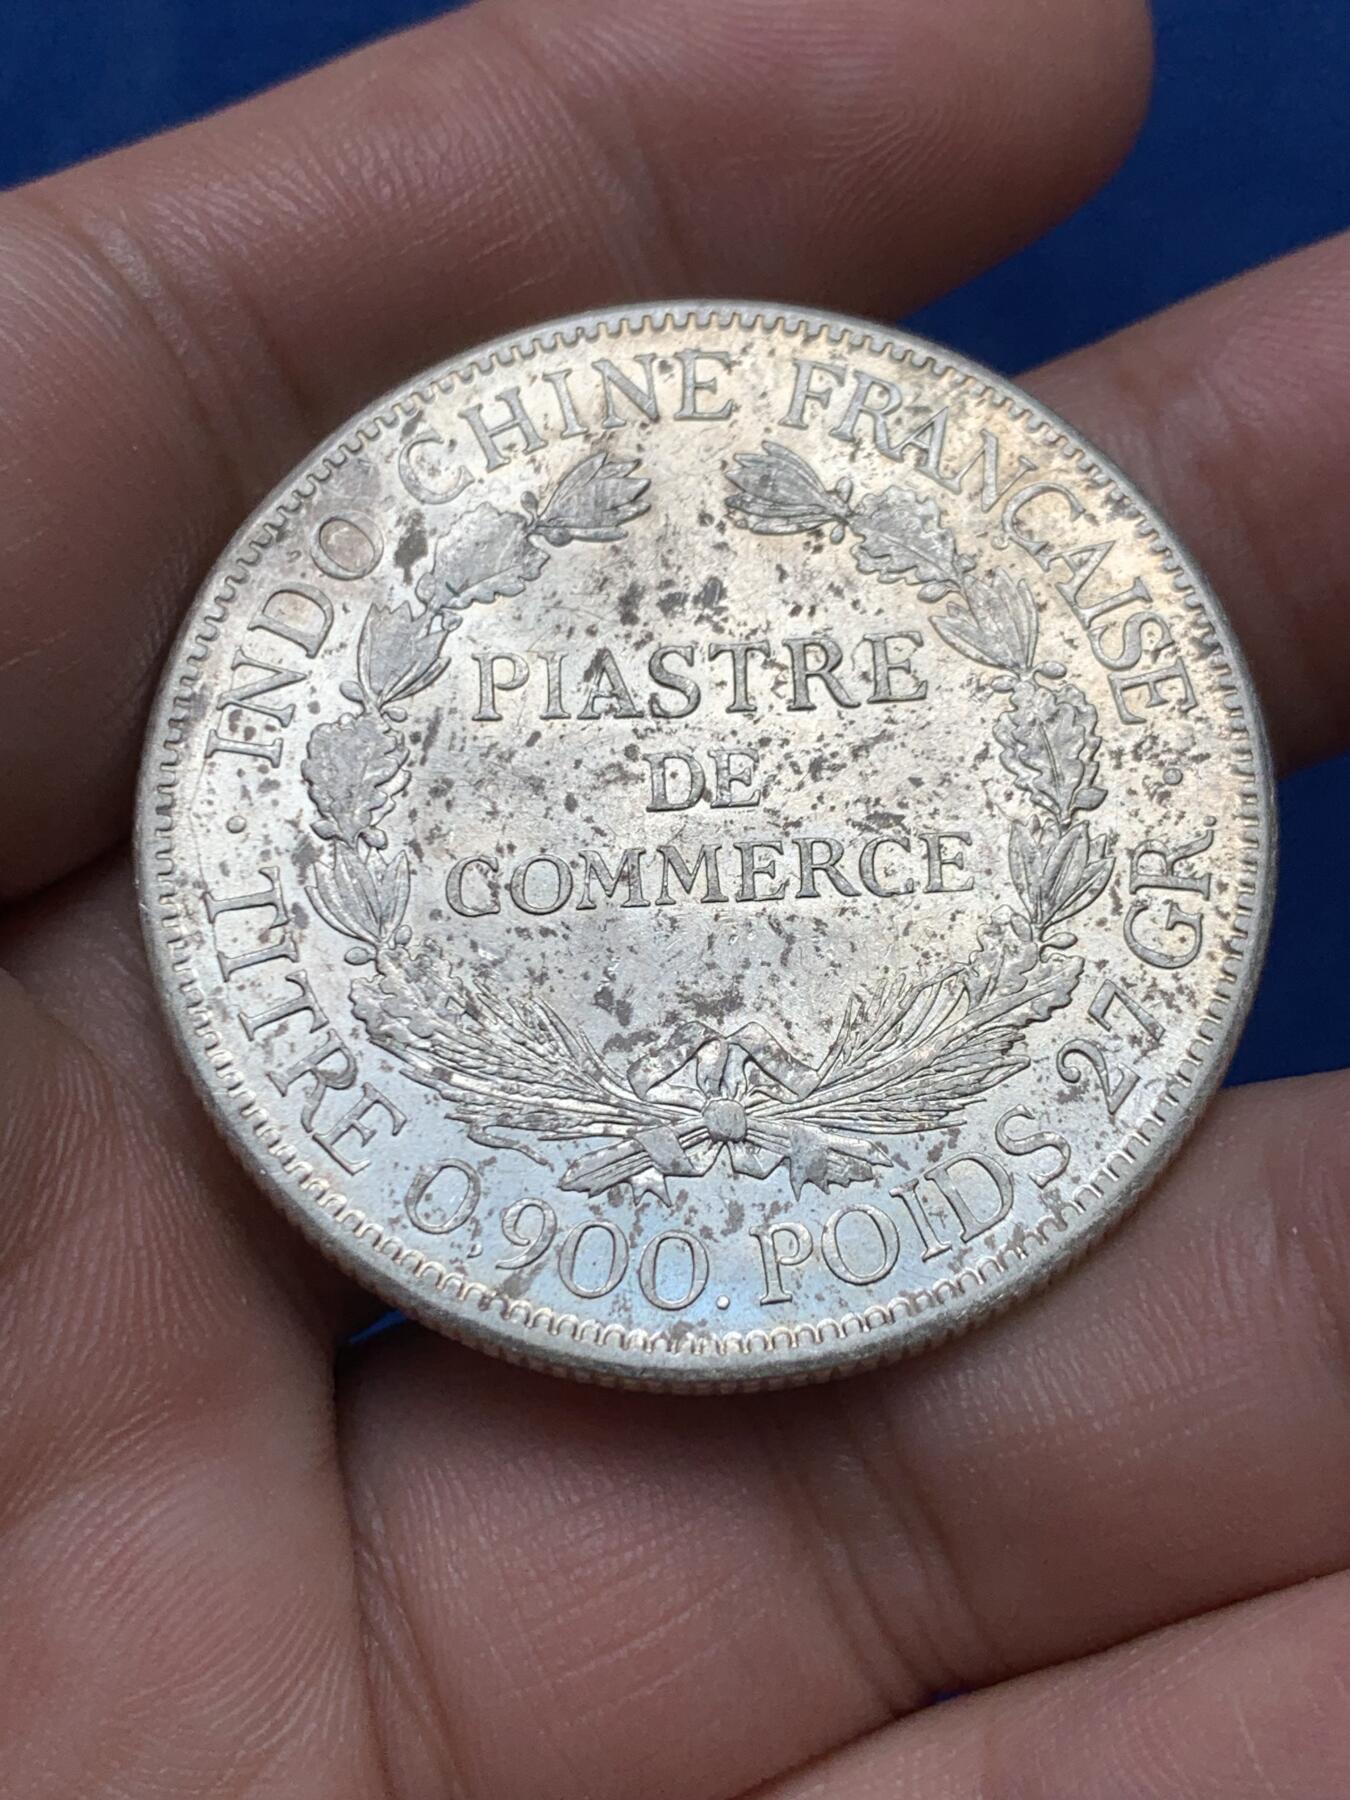 INDO CHINE FRANÇAISE
PIASTRE
DE
COMMERCE
TITRE 0,900. POIDS 27 GR.